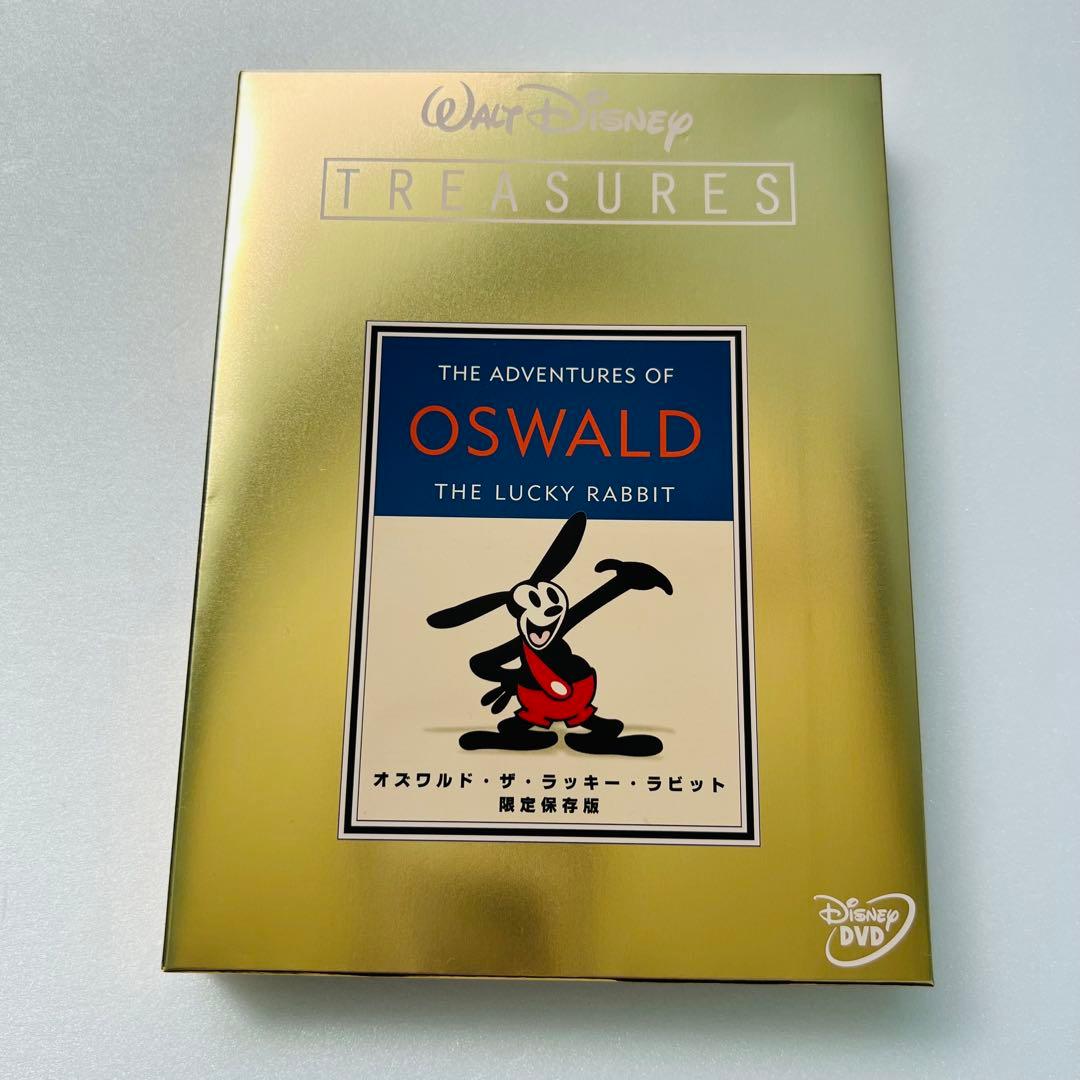 WALT DISNEY
TREASURES
THE ADVENTURES OF
OSWALD
THE LUCKY RABBIT
オズワルド・ザ・ラッキー・ラビット
限定保存版
DISNEY
DVD